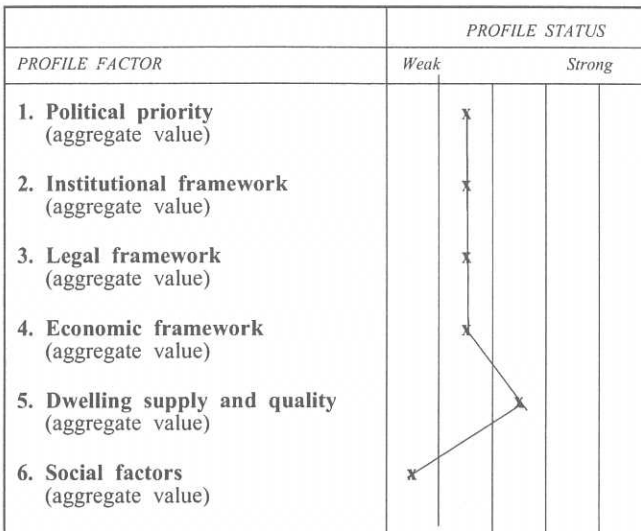 PROFILE STATUS
PROFILE FACTOR Weak Strong
1. Political priority x
(aggregate value)
2. Institutional framework x
(aggregate value)
3. Legal framework x
(aggregate value)
4. Economic framework x
(aggregate value)
5. Dwelling supply and quality x
(aggregate value)
6. Social factors x
(aggregate value)